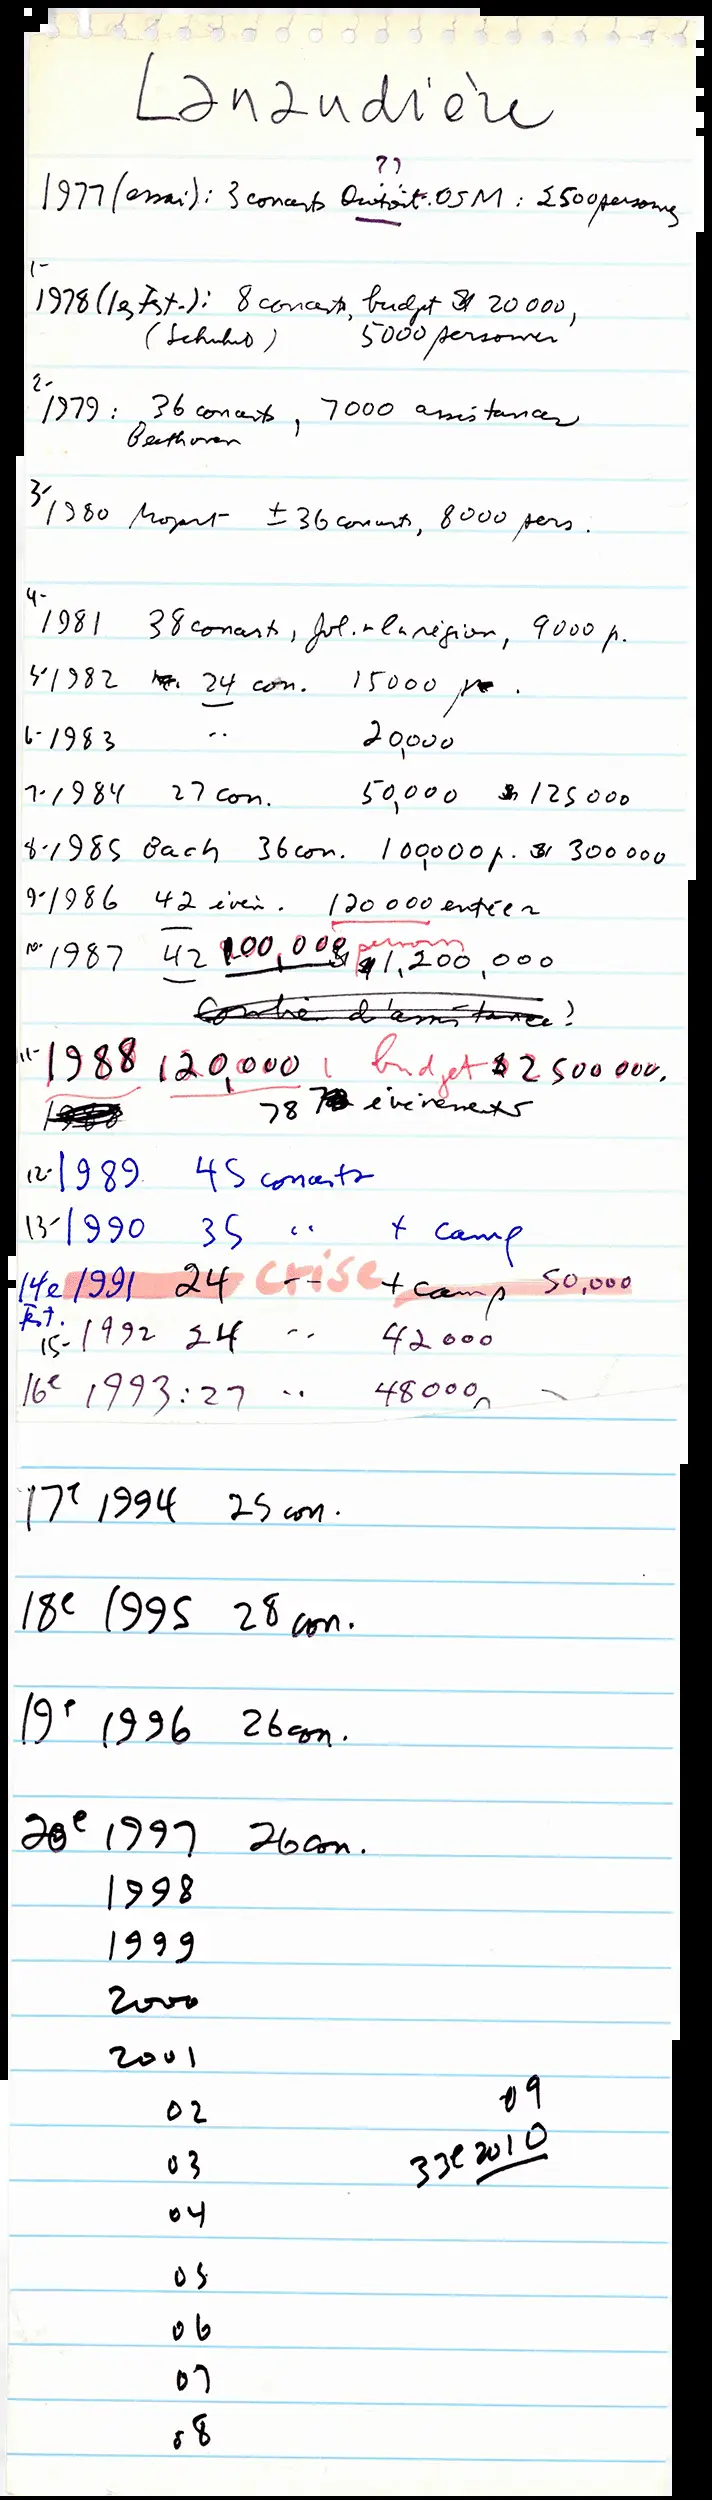 Lanaudière
??
1977 (essai) : 3 concerts Dutoit. OSM : 2500 personnes
1-
1978 (1er Fest.) : 8 concerts, budget $ 20 000,
(Schubert) 5000 personnes
2-
1979 : 36 concerts, 7000 assistances
Beethoven
3-
1980 Mozart ± 36 concerts, 8000 pers.
4-
1981 38 concerts, la région, 9000 p.
5-1982 24 con. 15000 p.
6-1983 " 20,000
7-1984 27 con. 50,000 $ 125 000
8-1985 Bach 36 con. 100,000 p. $ 300 000
9-1986 42 éven. 120 000 entrées
10-1987 42 100,000 personnes $1,200,000
Combien d'assistance?
11-1988 120,000 budget $ 2 500 000.
1988 78 événements
12-1989 45 concerts
13-1990 35 " + camp
14e 1991 24 crise " + camp 50,000
Fest.
15-1992 24 " 42 000
16e 1993 : 27 " 48000
17e 1994 25 con.
18e 1995 28 con.
19e 1996 26 con.
20e 1997 26 con.
1998
1999
2000
2001
02
03
04
05
06
07
08
09
33e 2010